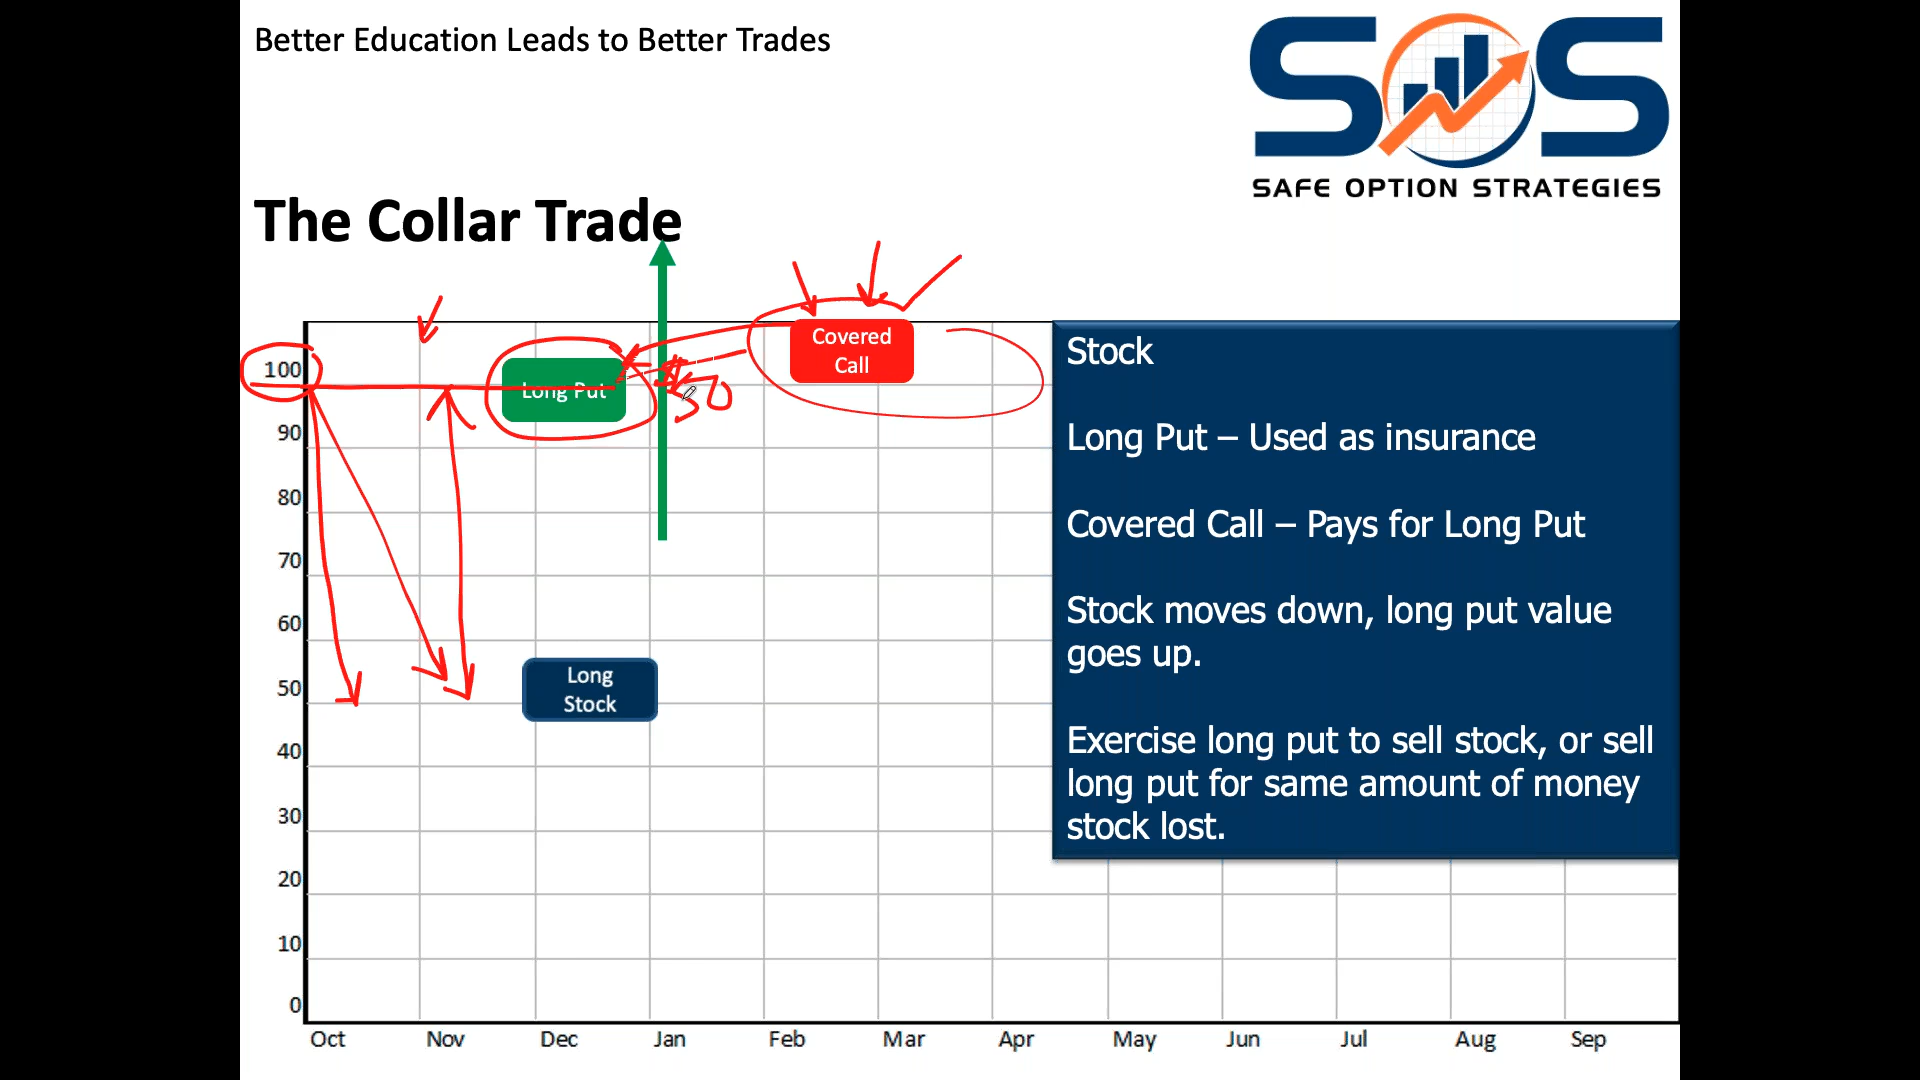 Better Education Leads to Better Trades
SOS
SAFE OPTION STRATEGIES
The Collar Trade
Covered
Call
Long Put
$50
Long
Stock
Stock
Long Put – Used as insurance
Covered Call – Pays for Long Put
Stock moves down, long put value
goes up.
Exercise long put to sell stock, or sell
long put for same amount of money
stock lost.
100
90
80
70
60
50
40
30
20
10
0
Oct Nov Dec Jan Feb Mar Apr May Jun Jul Aug Sep